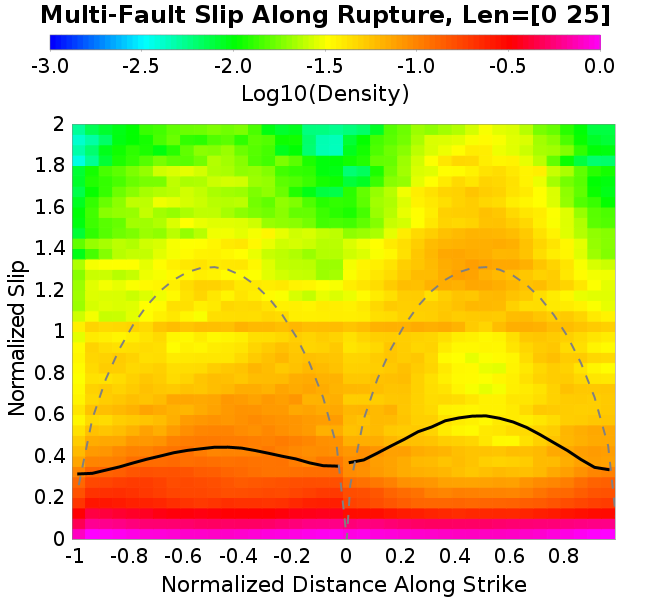 Multi-Fault Slip Along Rupture, Len=[0 25]
-3.0 -2.5 -2.0 -1.5 -1.0 -0.5 0.0
Log10(Density)
2
1.8
1.6
1.4
1.2
1
0.8
0.6
0.4
0.2
0
Normalized Slip
-1 -0.8 -0.6 -0.4 -0.2 0 0.2 0.4 0.6 0.8
Normalized Distance Along Strike